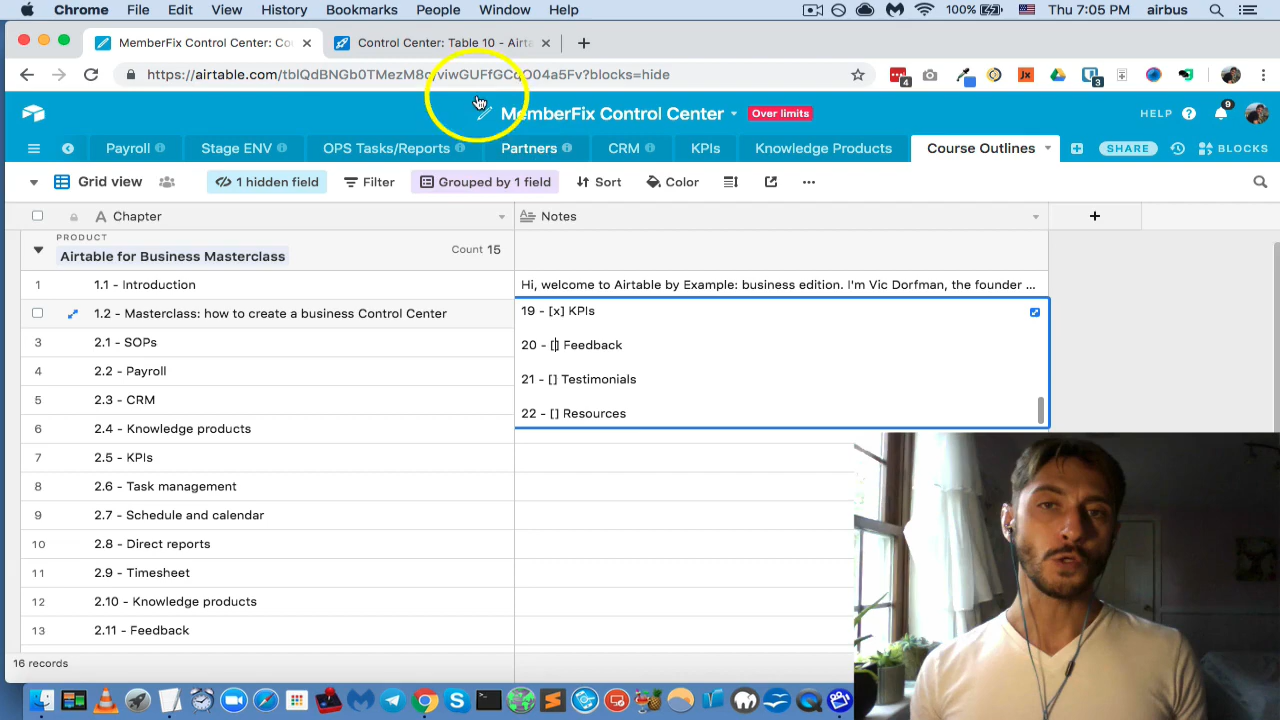 Chrome File Edit View History Bookmarks People Window Help 100% Thu 7:05 PM airbus
MemberFix Control Center: Co
Control Center: Table 10 - Airta
https://airtable.com/tblQdBNGb0TMezM8 viwGUFfGC 04a5Fv?blocks=hide
4
3
MemberFix Control Center Over limits HELP 9
Payroll Stage ENV OPS Tasks/Reports Partners CRM KPIs Knowledge Products Course Outlines SHARE BLOCKS
Grid view 1 hidden field Filter Grouped by 1 field Sort Color
Chapter Notes
PRODUCT
Airtable for Business Masterclass Count 15
1 1.1 - Introduction Hi, welcome to Airtable by Example: business edition. I'm Vic Dorfman, the founder ...
1.2 - Masterclass: how to create a business Control Center
19 - [x] KPIs
20 - [] Feedback
21 - [] Testimonials
22 - [] Resources
3 2.1 - SOPs
4 2.2 - Payroll
5 2.3 - CRM
6 2.4 - Knowledge products
7 2.5 - KPIs
8 2.6 - Task management
9 2.7 - Schedule and calendar
10 2.8 - Direct reports
11 2.9 - Timesheet
12 2.10 - Knowledge products
13 2.11 - Feedback
16 records